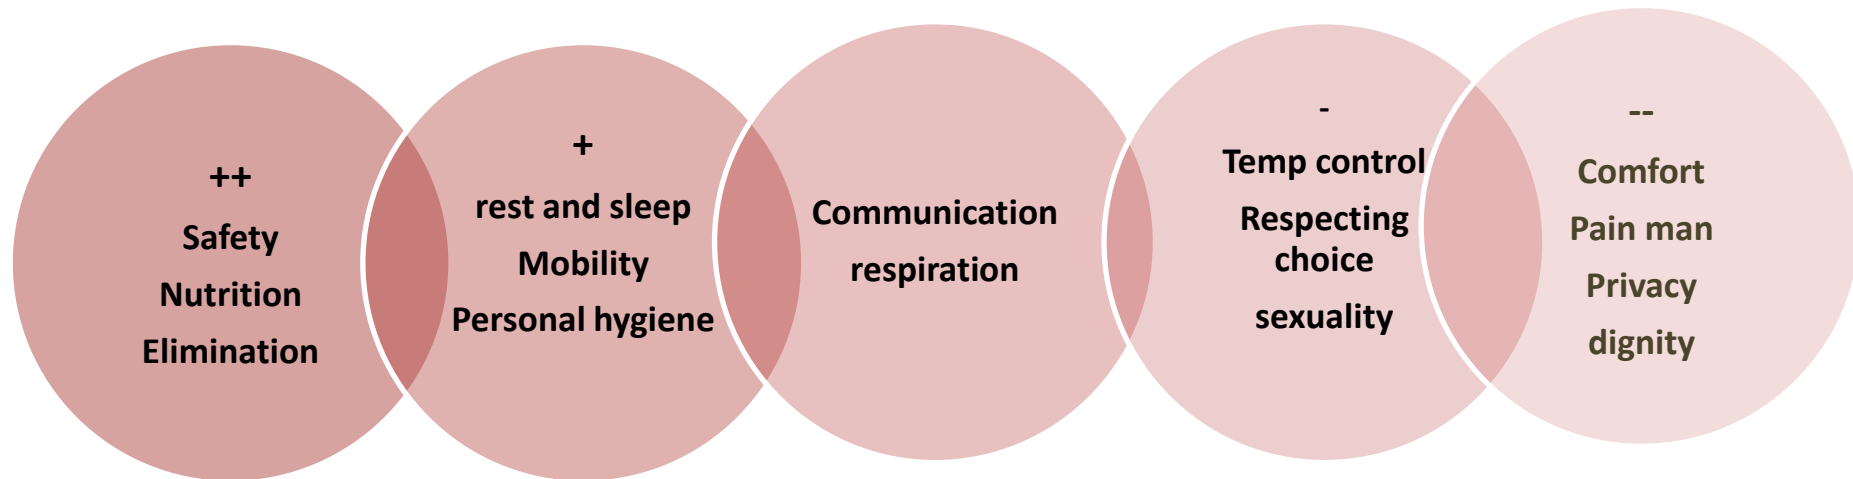 ++
Safety
Nutrition
Elimination
+
rest and sleep
Mobility
Personal hygiene
Communication
respiration
-
Temp control
Respecting
choice
sexuality
--
Comfort
Pain man
Privacy
dignity